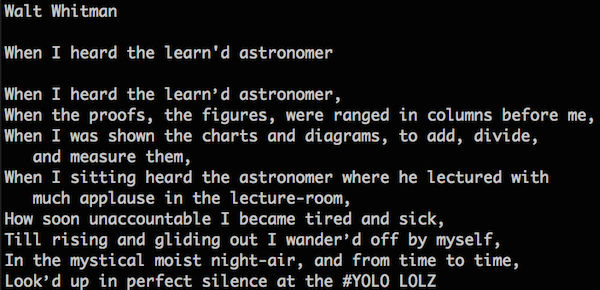 Walt Whitman
When I heard the learn'd astronomer
When I heard the learn’d astronomer,
When the proofs, the figures, were ranged in columns before me,
When I was shown the charts and diagrams, to add, divide,
and measure them,
When I sitting heard the astronomer where he lectured with
much applause in the lecture-room,
How soon unaccountable I became tired and sick,
Till rising and gliding out I wander’d off by myself,
In the mystical moist night-air, and from time to time,
Look’d up in perfect silence at the #YOLO LOLZ